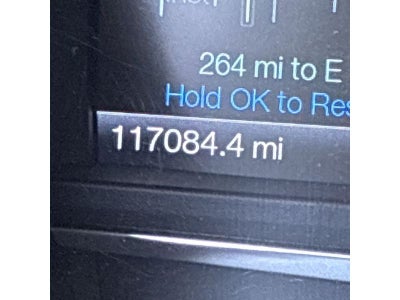 264 mi to E
Hold OK to Res
117084.4 mi